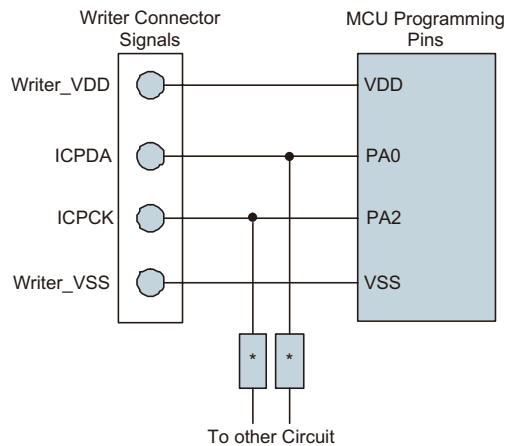 Writer Connector
Signals
MCU Programming
Pins
Writer_VDD
VDD
ICPDA
PA0
ICPCK
PA2
Writer_VSS
VSS
* *
To other Circuit